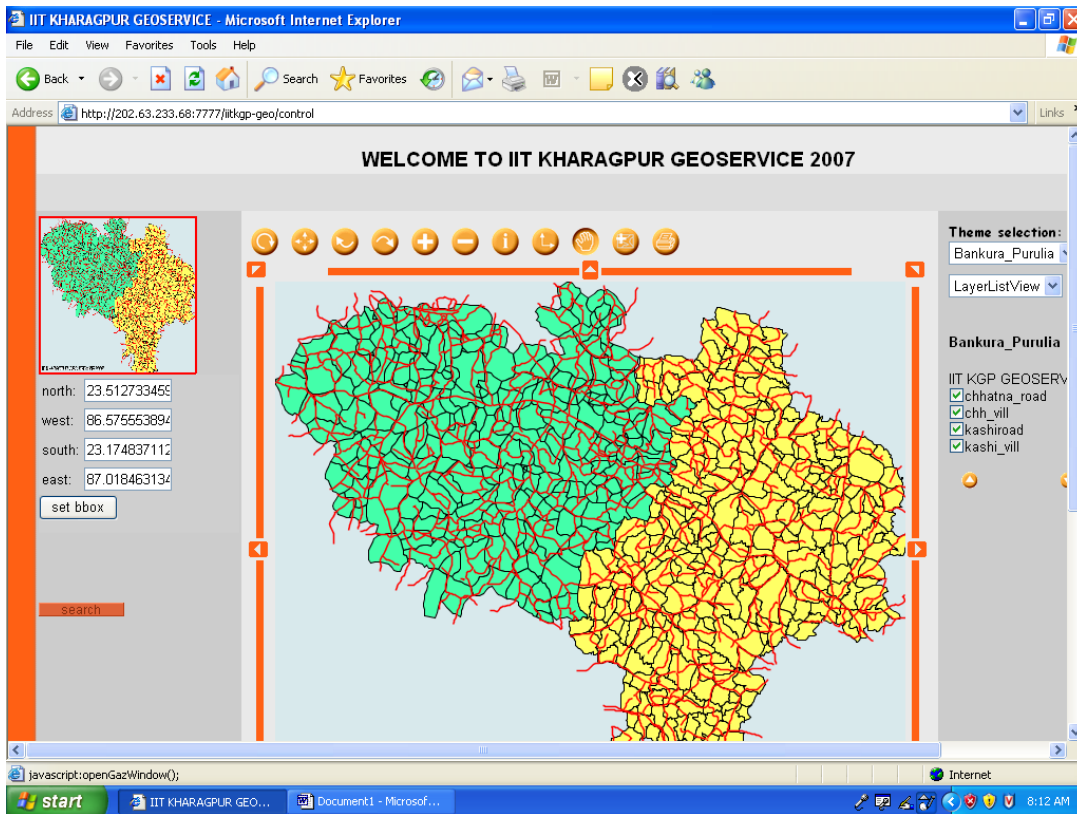 IIT KHARAGPUR GEOSERVICE - Microsoft Internet Explorer
File Edit View Favorites Tools Help
Back Search Favorites
Address http://202.63.233.68:7777/iitkgp-geo/control Links
WELCOME TO IIT KHARAGPUR GEOSERVICE 2007
north: 23.512733455
west: 86.575553894
south: 23.174837112
east: 87.018463134
set bbox
search
Theme selection:
Bankura_Purulia
LayerListView
Bankura_Purulia
IIT KGP GEOSERV
chhatna_road
chh_vill
kashiroad
kashi_vill
javascript:openGazWindow(); Internet
start IIT KHARAGPUR GEO... Document1 - Microsof... 8:12 AM